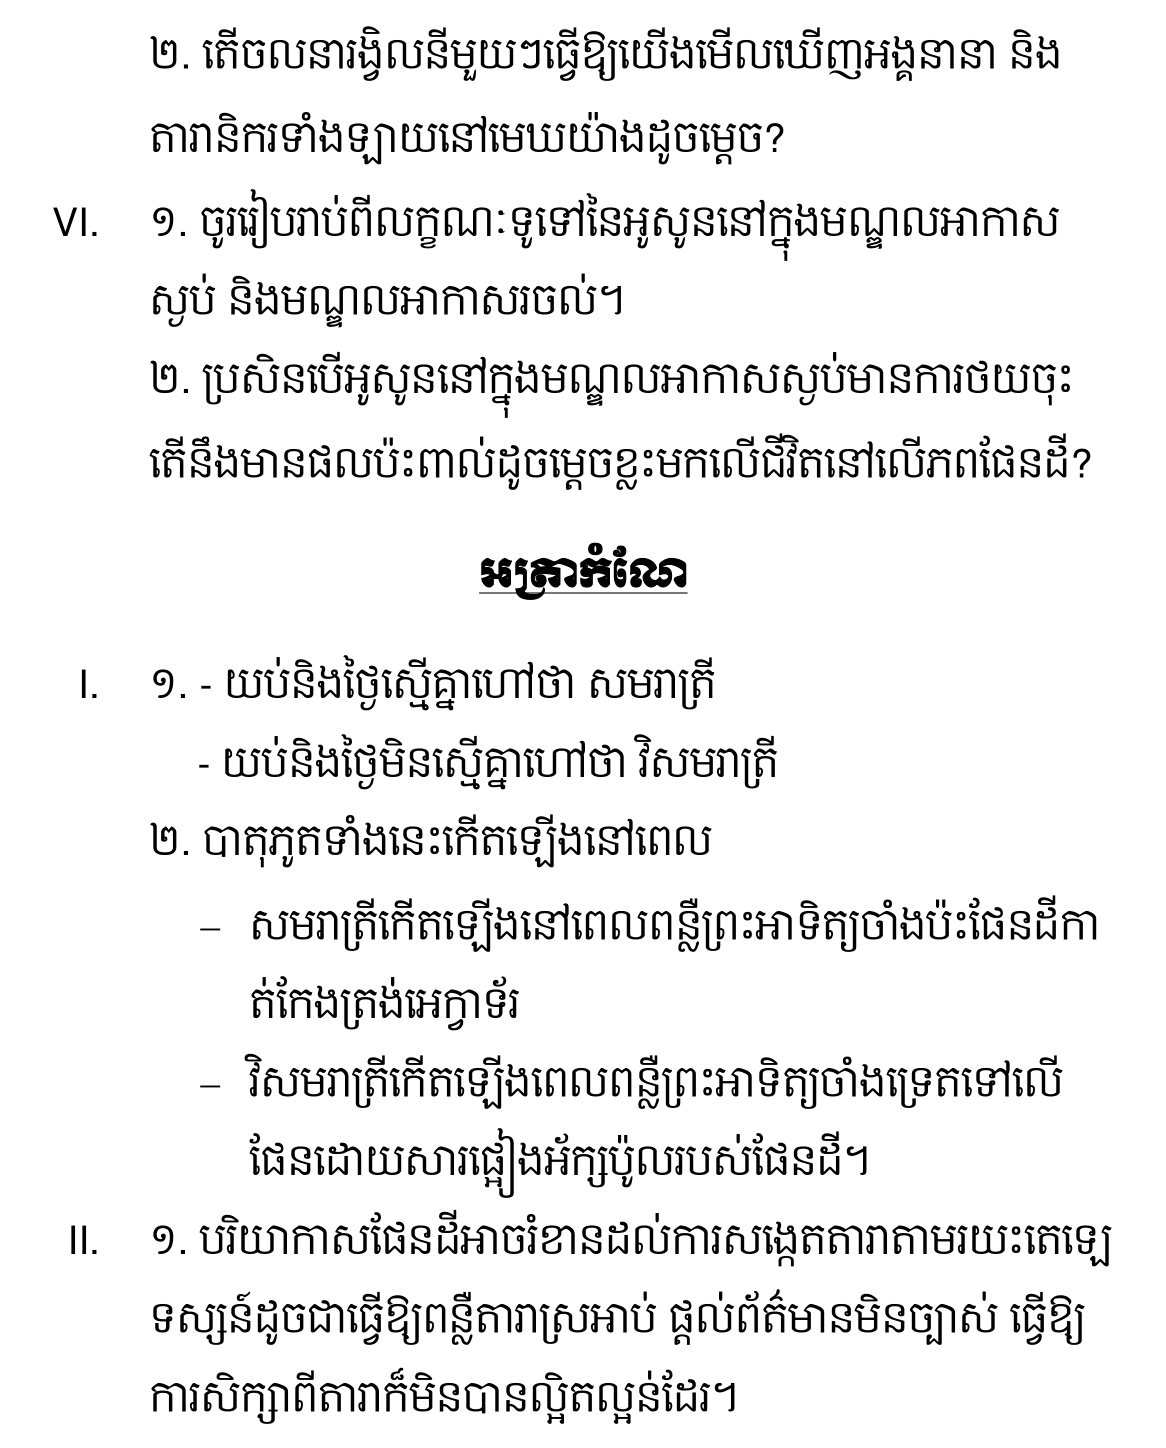 ២. តើចលនារង្វិលនីមួយៗធ្វើឱ្យយើងមើលឃើញអង្គនានា និង
តារានិករទាំងឡាយនៅមេឃយ៉ាងដូចម្តេច?
VI. ១. ចូររៀបរាប់ពីលក្ខណៈទូទៅនៃអូសូននៅក្នុងមណ្ឌលអាកាស
ស្ងប់ និងមណ្ឌលអាកាសរចល់។
២. ប្រសិនបើអូសូននៅក្នុងមណ្ឌលអាកាសស្ងប់មានការថយចុះ
តើនឹងមានផលប៉ះពាល់ដូចម្តេចខ្លះមកលើជីវិតនៅលើភពផែនដី?
អត្រាកំណែ
I. ១. - យប់និងថ្ងៃស្មើគ្នាហៅថា សមរាត្រី
- យប់និងថ្ងៃមិនស្មើគ្នាហៅថា វិសមរាត្រី
២. បាតុភូតទាំងនេះកើតឡើងនៅពេល
– សមរាត្រីកើតឡើងនៅពេលពន្លឺព្រះអាទិត្យចាំងប៉ះផែនដីកា
ត់កែងត្រង់អេក្វាទ័រ
– វិសមរាត្រីកើតឡើងពេលពន្លឺព្រះអាទិត្យចាំងទ្រេតទៅលើ
ផែនដោយសារផ្អៀងអ័ក្សប៉ូលរបស់ផែនដី។
II. ១. បរិយាកាសផែនដីអាចរំខានដល់ការសង្កេតតារាតាមរយះតេឡេ
ទស្សន៍ដូចជាធ្វើឱ្យពន្លឺតារាស្រអាប់ ផ្តល់ព័ត៌មានមិនច្បាស់ ធ្វើឱ្យ
ការសិក្សាពីតារាក៏មិនបានល្អិតល្អន់ដែរ។